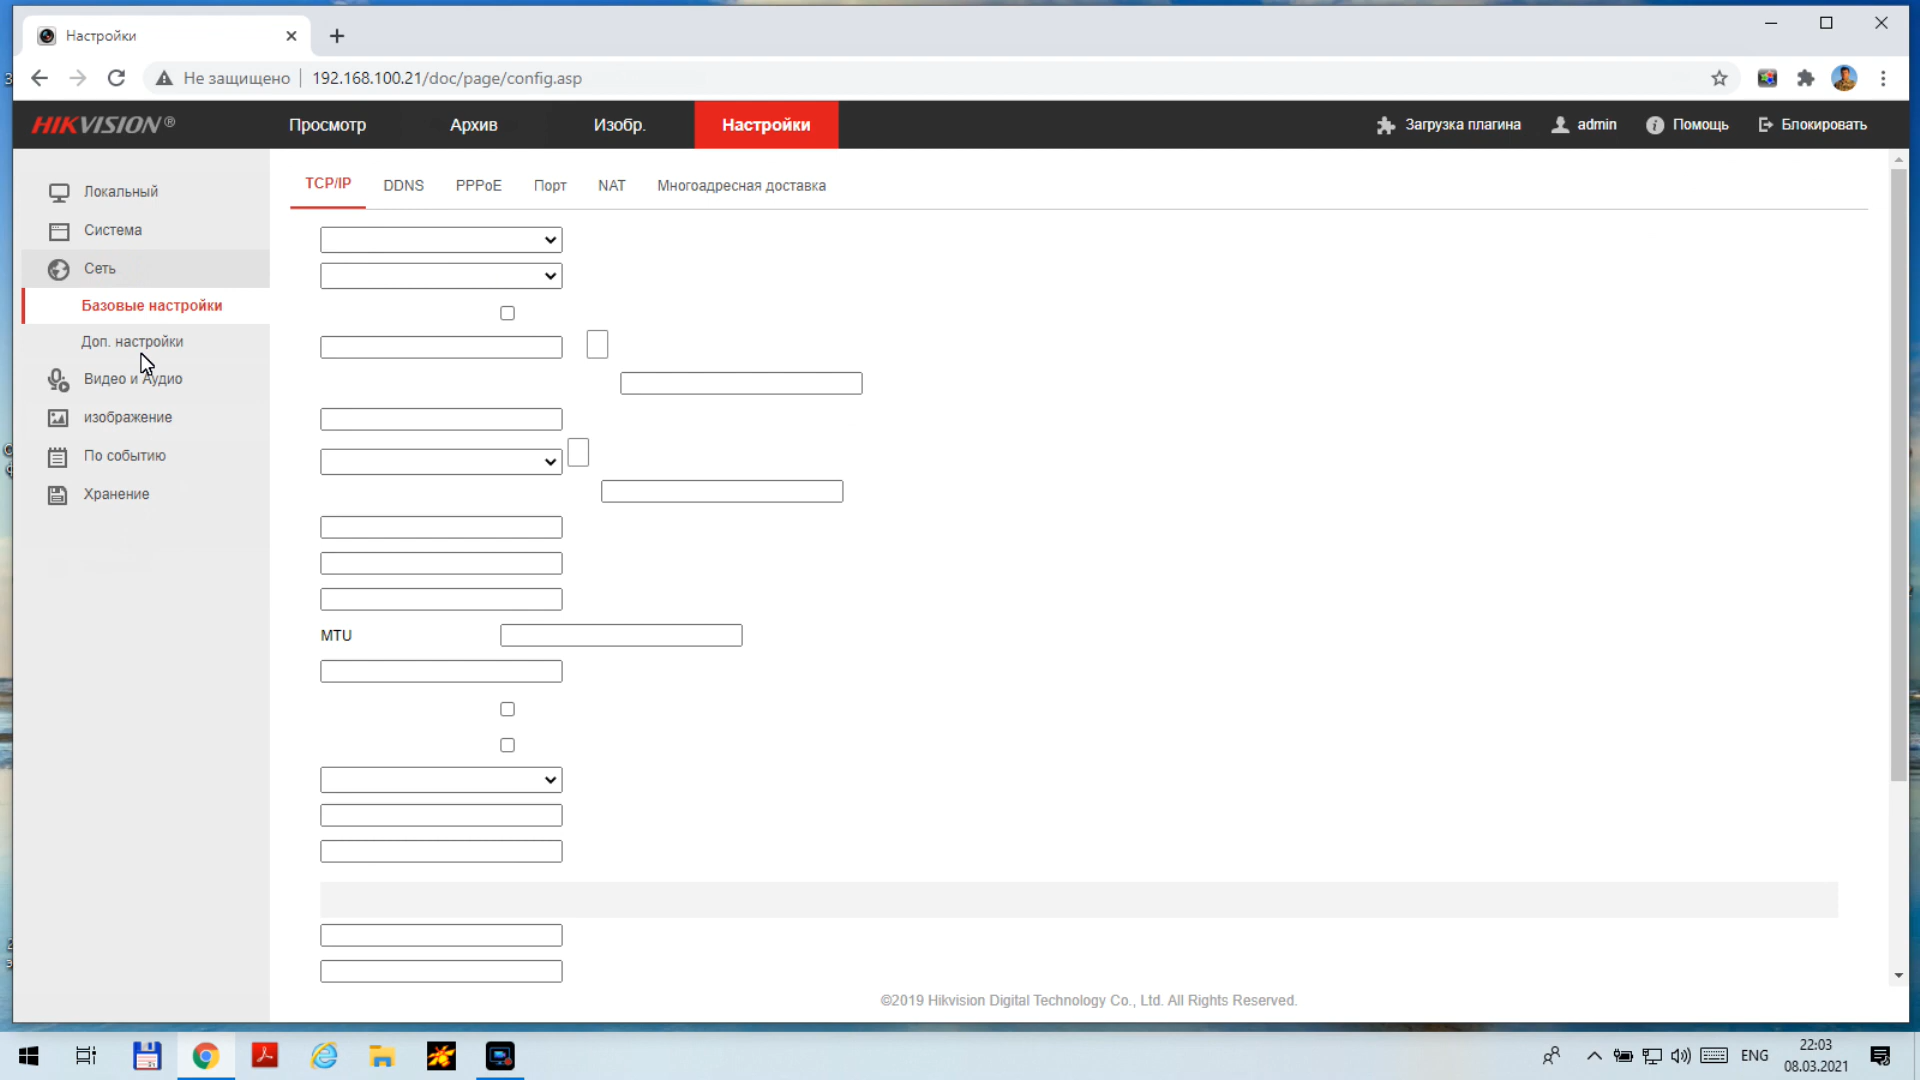 Настройки
Не защищено
192.168.100.21/doc/page/config.asp
HIKVISION®
Просмотр
Архив
Изобр.
Настройки
Загрузка плагина
admin
Помощь
Блокировать
Локальный
Система
Сеть
Базовые настройки
Доп. настройки
Видео и Аудио
изображение
По событию
Хранение
TCP/IP
DDNS
PPPoE
Порт
NAT
Многоадресная доставка
MTU
©2019 Hikvision Digital Technology Co., Ltd. All Rights Reserved.
ENG
22:03
08.03.2021